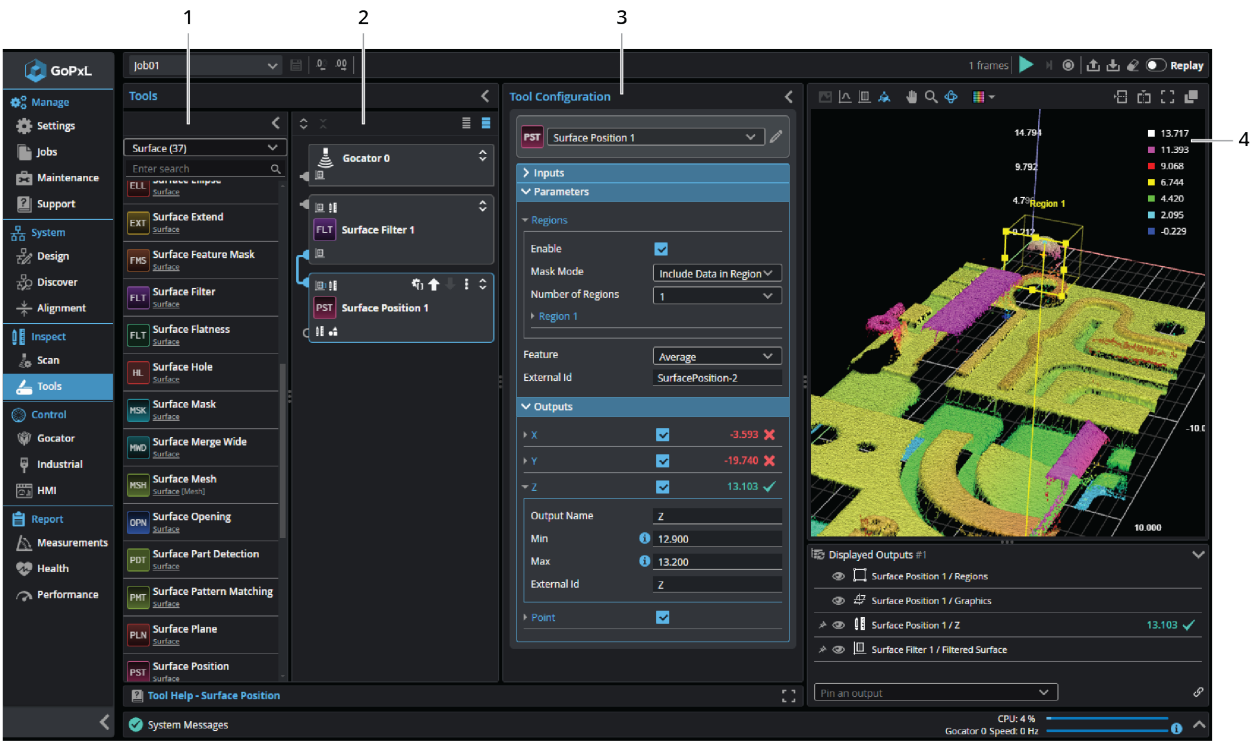 1
2
3
4
GoPxL
Manage
Settings
Jobs
Maintenance
Support
System
Design
Discover
Alignment
Inspect
Scan
Tools
Control
Gocator
Industrial
HMI
Report
Measurements
Health
Performance
Job01
1 frames
Replay
Tools
Surface (37)
Enter search
ELL Surface Ellipse
Surface
EXT Surface Extend
Surface
FMS Surface Feature Mask
Surface
FLT Surface Filter
Surface
FLT Surface Flatness
Surface
HL Surface Hole
Surface
MSK Surface Mask
Surface
MWD Surface Merge Wide
Surface
MSH Surface Mesh
Surface [Mesh]
OPN Surface Opening
Surface
PDT Surface Part Detection
Surface
PMT Surface Pattern Matching
Surface
PLN Surface Plane
Surface
PST Surface Position
Surface
Gocator 0
FLT Surface Filter 1
PST Surface Position 1
Tool Configuration
PST Surface Position 1
Inputs
Parameters
Regions
Enable
Mask Mode Include Data in Region
Number of Regions 1
Region 1
Feature Average
External Id SurfacePosition-2
Outputs
X -3.593
Y -19.740
Z 13.103
Output Name Z
Min 12.900
Max 13.200
External Id Z
Point
14.794
9.792
4.79
Region 1
-0.212
-10.0
10.000
13.717
11.393
9.068
6.744
4.420
2.095
-0.229
Displayed Outputs #1
Surface Position 1 / Regions
Surface Position 1 / Graphics
Surface Position 1 / Z 13.103
Surface Filter 1 / Filtered Surface
Pin an output
Tool Help - Surface Position
System Messages
CPU: 4 %
Gocator 0 Speed: 0 Hz